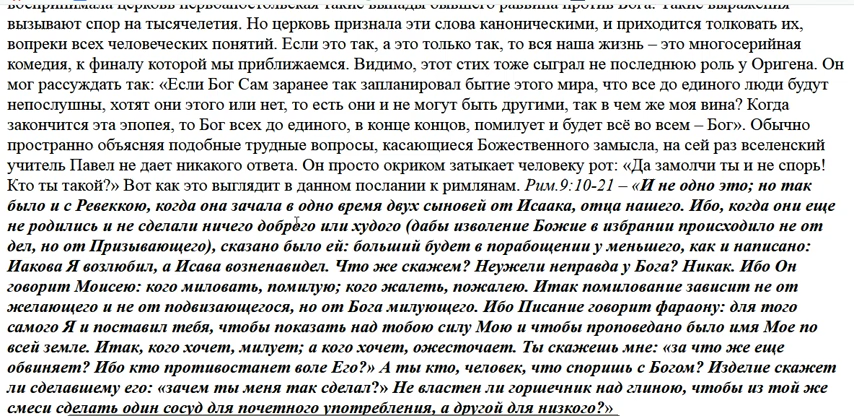 воспринимала церковь первоапостольская такие выпады бывшего раввина против Бога. Такие выражения
вызывают спор на тысячелетия. Но церковь признала эти слова каноническими, и приходится толковать их,
вопреки всех человеческих понятий. Если это так, а это только так, то вся наша жизнь – это многосерийная
комедия, к финалу которой мы приближаемся. Видимо, этот стих тоже сыграл не последнюю роль у Оригена. Он
мог рассуждать так: «Если Бог Сам заранее так запланировал бытие этого мира, что все до единого люди будут
непослушны, хотят они этого или нет, то есть они и не могут быть другими, так в чем же моя вина? Когда
закончится эта эпопея, то Бог всех до единого, в конце концов, помилует и будет всё во всем – Бог». Обычно
пространно объясняя подобные трудные вопросы, касающиеся Божественного замысла, на сей раз вселенский
учитель Павел не дает никакого ответа. Он просто окриком затыкает человеку рот: «Да замолчи ты и не спорь!
Кто ты такой?» Вот как это выглядит в данном послании к римлянам. Рим.9:10-21 – «И не одно это; но так
было и с Ревеккою, когда она зачала в одно время двух сыновей от Исаака, отца нашего. Ибо, когда они еще
не родились и не сделали ничего доброго или худого (дабы изволение Божие в избрании происходило не от
дел, но от Призывающего), сказано было ей: больший будет в порабощении у меньшего, как и написано:
Иакова Я возлюбил, а Исава возненавидел. Что же скажем? Неужели неправда у Бога? Никак. Ибо Он
говорит Моисею: кого миловать, помилую; кого жалеть, пожалею. Итак помилование зависит не от
желающего и не от подвизающегося, но от Бога милующего. Ибо Писание говорит фараону: для того
самого Я и поставил тебя, чтобы показать над тобою силу Мою и чтобы проповедано было имя Мое по
всей земле. Итак, кого хочет, милует; а кого хочет, ожесточает. Ты скажешь мне: «за что же еще
обвиняет? Ибо кто противостанет воле Его?» А ты кто, человек, что споришь с Богом? Изделие скажет
ли сделавшему его: «зачем ты меня так сделал?» Не властен ли горшечник над глиною, чтобы из той же
смеси сделать один сосуд для почетного употребления, а другой для низкого?»